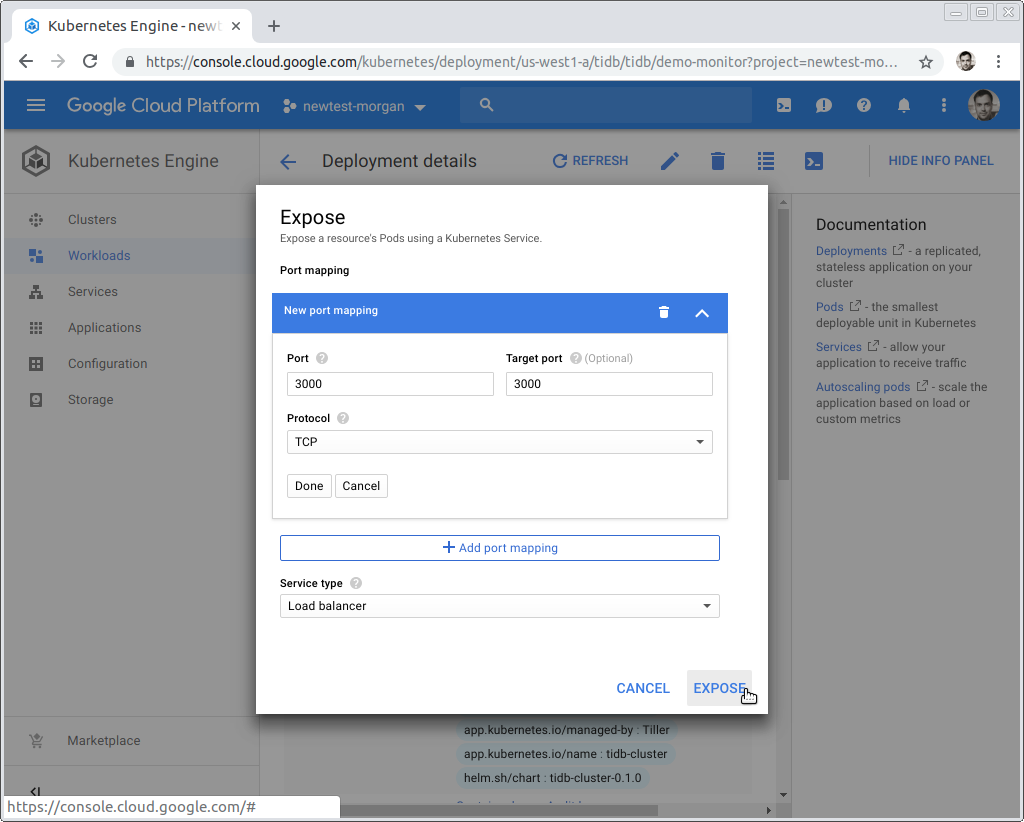 Kubernetes Engine - newt
https://console.cloud.google.com/kubernetes/deployment/us-west1-a/tidb/tidb/demo-monitor?project=newtest-mo...
Google Cloud Platform
newtest-morgan
Kubernetes Engine
Deployment details
REFRESH
HIDE INFO PANEL
Clusters
Workloads
Services
Applications
Configuration
Storage
Marketplace
Expose
Expose a resource's Pods using a Kubernetes Service.
Port mapping
New port mapping
Port
Target port (Optional)
3000
3000
Protocol
TCP
Done
Cancel
Add port mapping
Service type
Load balancer
CANCEL
EXPOSE
app.kubernetes.io/managed-by : Tiller
app.kubernetes.io/name : tidb-cluster
helm.sh/chart : tidb-cluster-0.1.0
Documentation
Deployments - a replicated,
stateless application on your
cluster
Pods - the smallest
deployable unit in Kubernetes
Services - allow your
application to receive traffic
Autoscaling pods - scale the
application based on load or
custom metrics
https://console.cloud.google.com/#